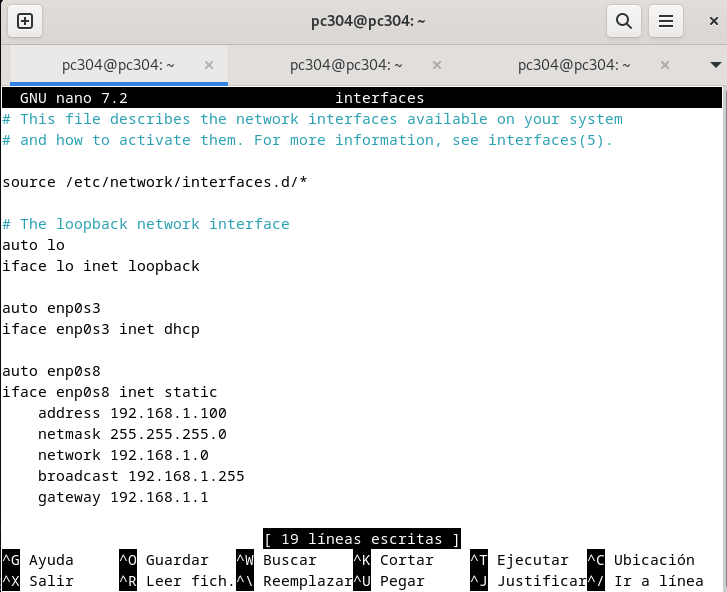 pc304@pc304: ~
pc304@pc304: ~ × pc304@pc304: ~ × pc304@pc304: ~ ×
GNU nano 7.2 interfaces
# This file describes the network interfaces available on your system
# and how to activate them. For more information, see interfaces(5).
source /etc/network/interfaces.d/*
# The loopback network interface
auto lo
iface lo inet loopback
auto enp0s3
iface enp0s3 inet dhcp
auto enp0s8
iface enp0s8 inet static
    address 192.168.1.100
    netmask 255.255.255.0
    network 192.168.1.0
    broadcast 192.168.1.255
    gateway 192.168.1.1
[ 19 líneas escritas ]
^G Ayuda ^O Guardar ^W Buscar ^K Cortar ^T Ejecutar ^C Ubicación
^X Salir ^R Leer fich. ^\ Reemplazar ^U Pegar ^J Justificar ^/ Ir a línea